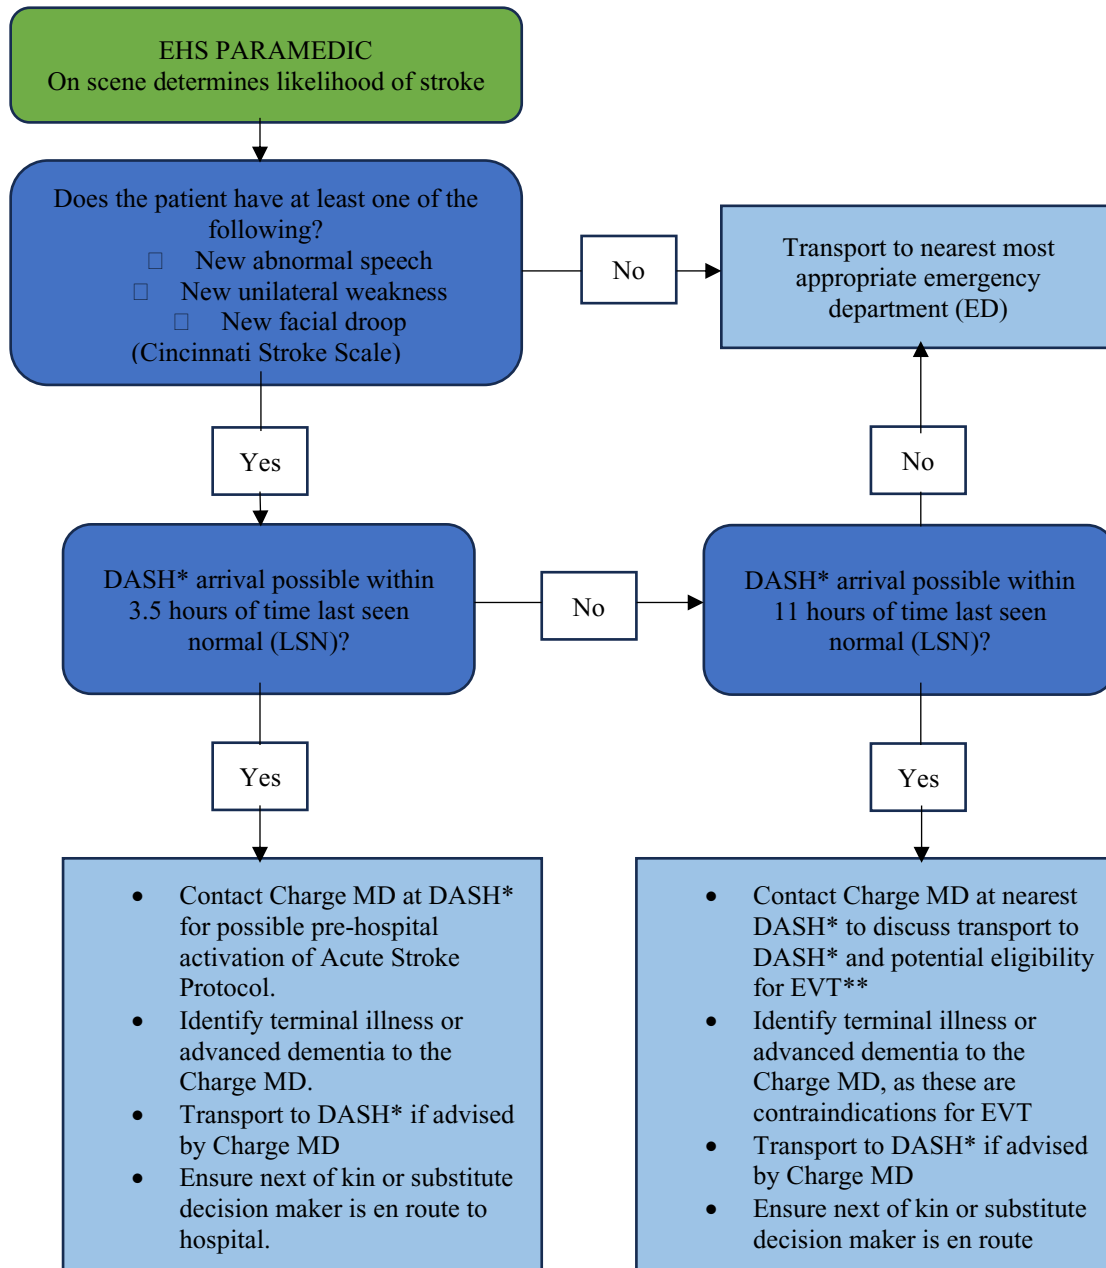 EHS PARAMEDIC
On scene determines likelihood of stroke
Does the patient have at least one of the
following?
□ New abnormal speech
□ New unilateral weakness
□ New facial droop
(Cincinnati Stroke Scale)
No
Transport to nearest most
appropriate emergency
department (ED)
Yes
No
DASH* arrival possible within
3.5 hours of time last seen
normal (LSN)?
No
DASH* arrival possible within
11 hours of time last seen
normal (LSN)?
Yes
Yes
• Contact Charge MD at DASH*
for possible pre-hospital
activation of Acute Stroke
Protocol.
• Identify terminal illness or
advanced dementia to the
Charge MD.
• Transport to DASH* if advised
by Charge MD
• Ensure next of kin or substitute
decision maker is en route to
hospital.
• Contact Charge MD at nearest
DASH* to discuss transport to
DASH* and potential eligibility
for EVT**
• Identify terminal illness or
advanced dementia to the
Charge MD, as these are
contraindications for EVT
• Transport to DASH* if advised
by Charge MD
• Ensure next of kin or substitute
decision maker is en route